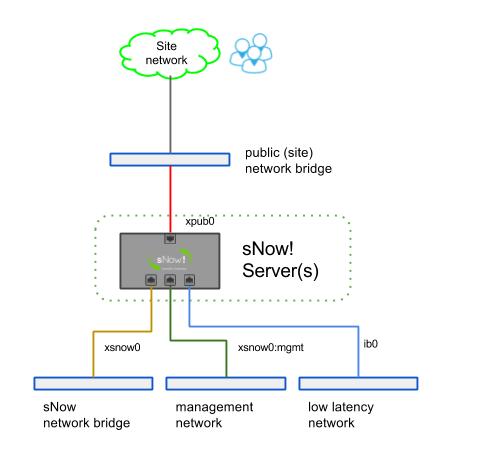 Site
network
public (site)
network bridge
xpub0
sNow!
sNow!
Server(s)
xsnow0
xsnow0:mgmt
ib0
sNow
network bridge
management
network
low latency
network